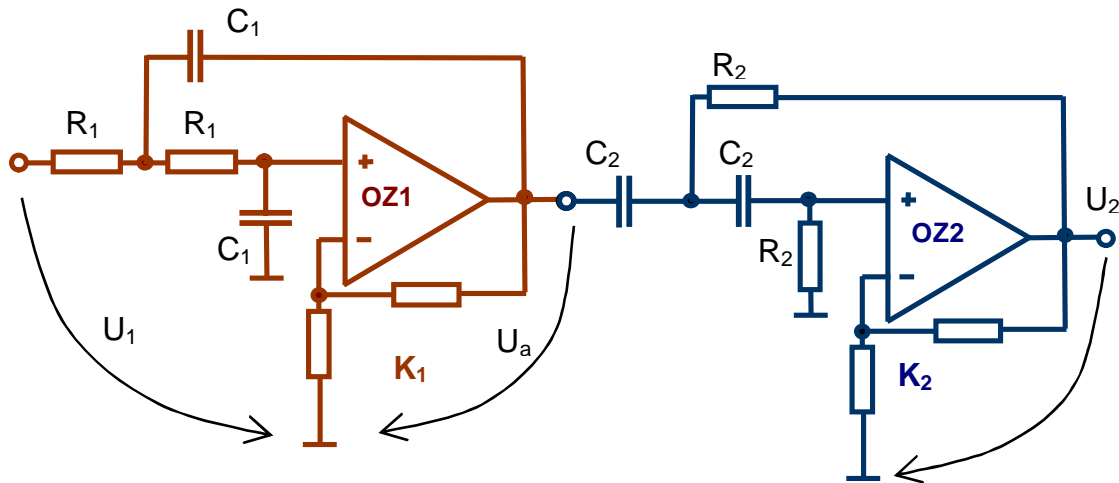 C₁
R₂
R₁ R₁
C₂ C₂
+
OZ1
U₂
+
OZ2
C₁
−
R₂
−
U₁
Uₐ
K₁
K₂